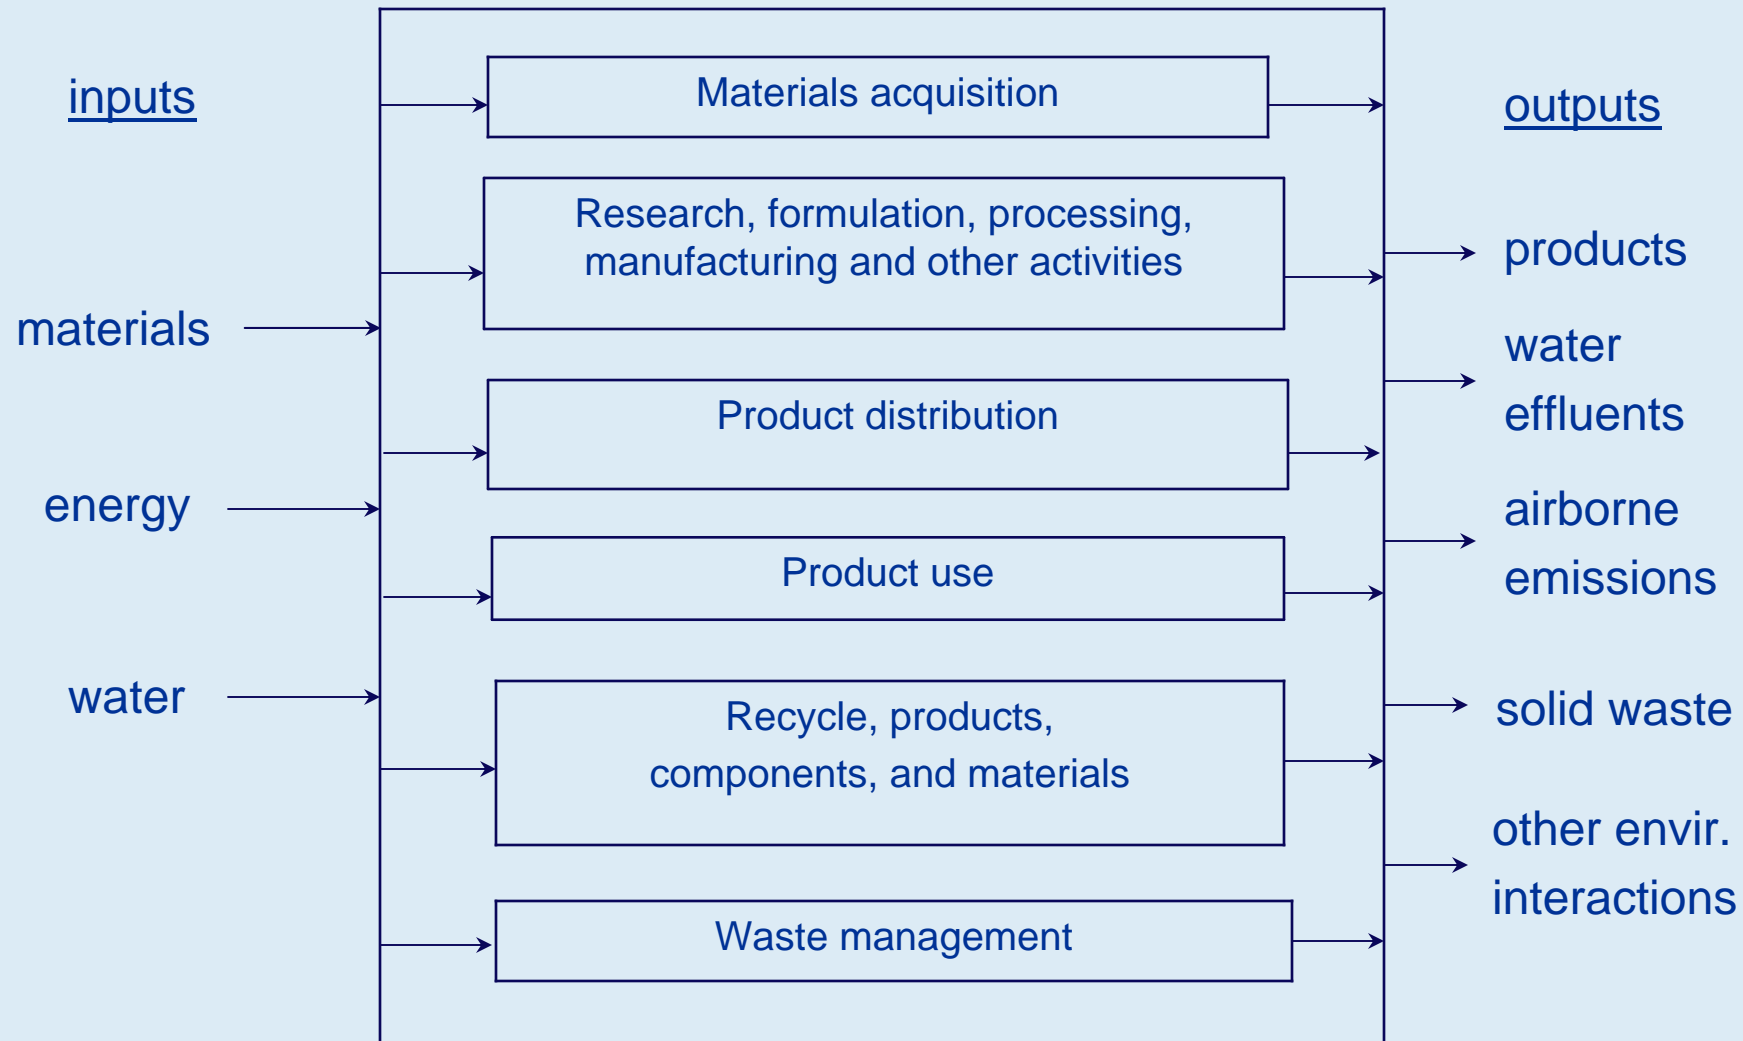 inputs
materials
energy
water
Materials acquisition
Research, formulation, processing,
manufacturing and other activities
Product distribution
Product use
Recycle, products,
components, and materials
Waste management
outputs
products
water
effluents
airborne
emissions
solid waste
other envir.
interactions